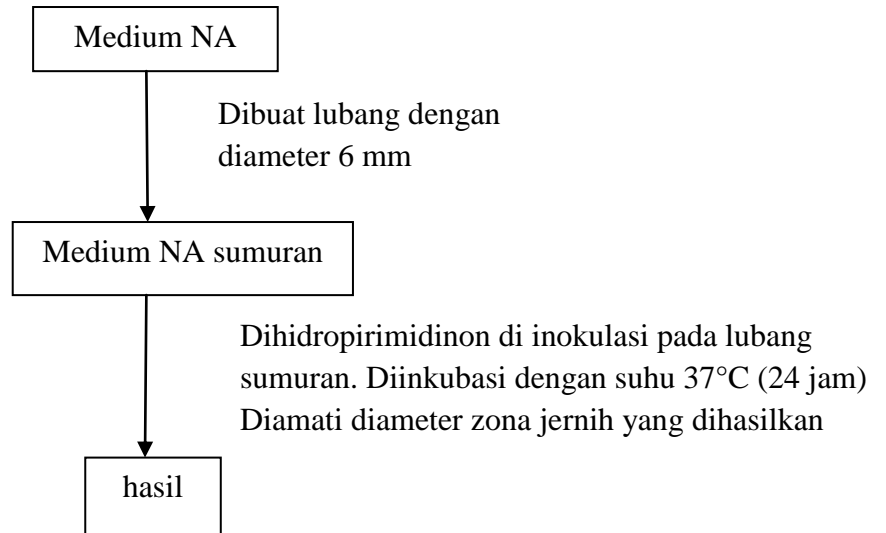 Medium NA
Dibuat lubang dengan
diameter 6 mm
Medium NA sumuran
Dihidropirimidinon di inokulasi pada lubang
sumuran. Diinkubasi dengan suhu 37°C (24 jam)
Diamati diameter zona jernih yang dihasilkan
hasil